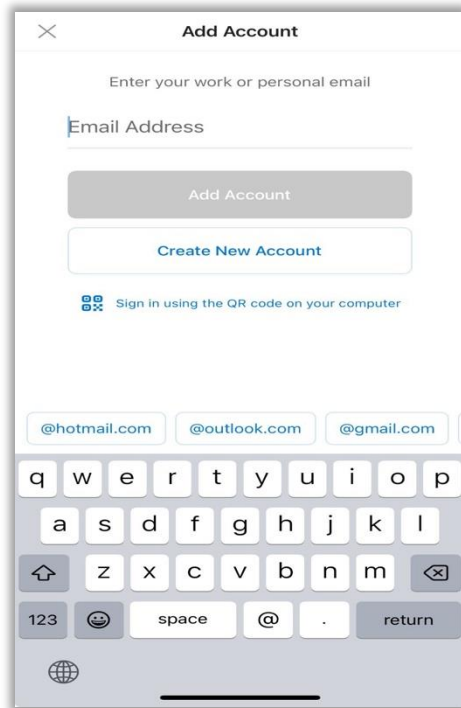 Add Account
Enter your work or personal email
Email Address
Add Account
Create New Account
Sign in using the QR code on your computer
@hotmail.com @outlook.com @gmail.com
q w e r t y u i o p
a s d f g h j k l
z x c v b n m
123 space @ . return